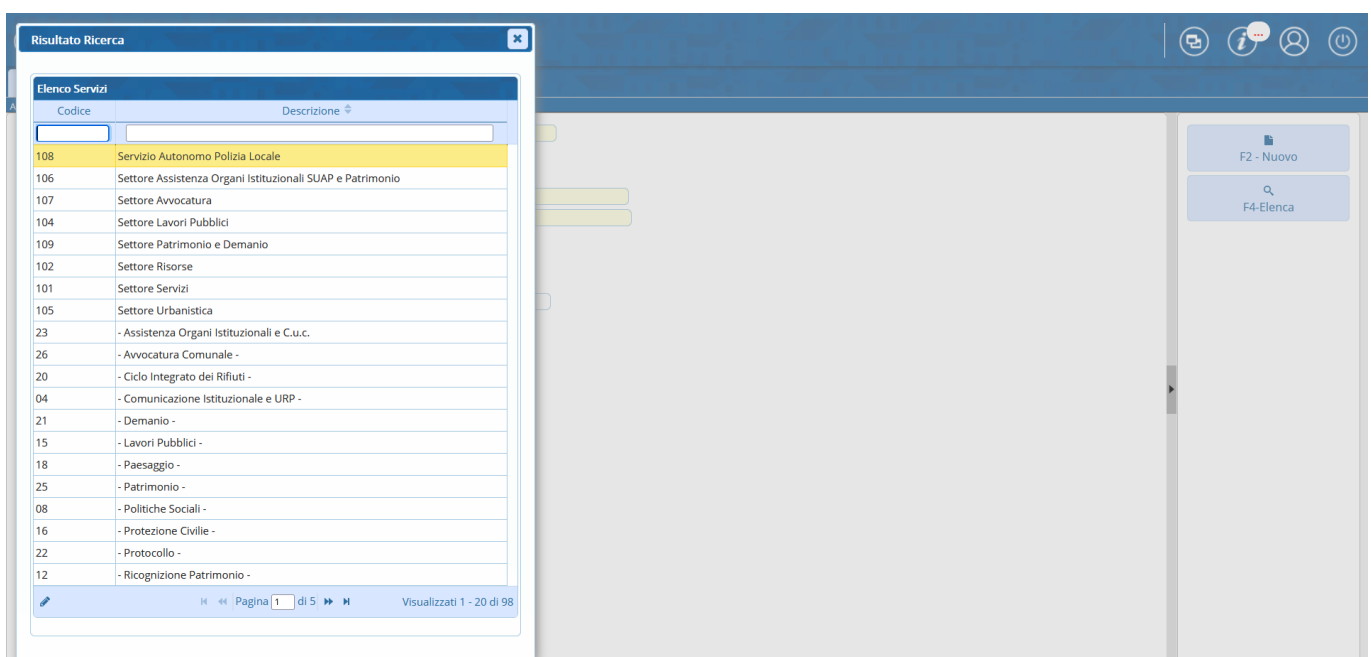 Risultato Ricerca
Elenco Servizi
Codice Descrizione
108 Servizio Autonomo Polizia Locale
106 Settore Assistenza Organi Istituzionali SUAP e Patrimonio
107 Settore Avvocatura
104 Settore Lavori Pubblici
109 Settore Patrimonio e Demanio
102 Settore Risorse
101 Settore Servizi
105 Settore Urbanistica
23 - Assistenza Organi Istituzionali e C.u.c.
26 - Avvocatura Comunale -
20 - Ciclo Integrato dei Rifiuti -
04 - Comunicazione Istituzionale e URP -
21 - Demanio -
15 - Lavori Pubblici -
18 - Paesaggio -
25 - Patrimonio -
08 - Politiche Sociali -
16 - Protezione Civilie -
22 - Protocollo -
12 - Ricognizione Patrimonio -
Pagina 1 di 5 Visualizzati 1 - 20 di 98
...
F2 - Nuovo
F4-Elenca